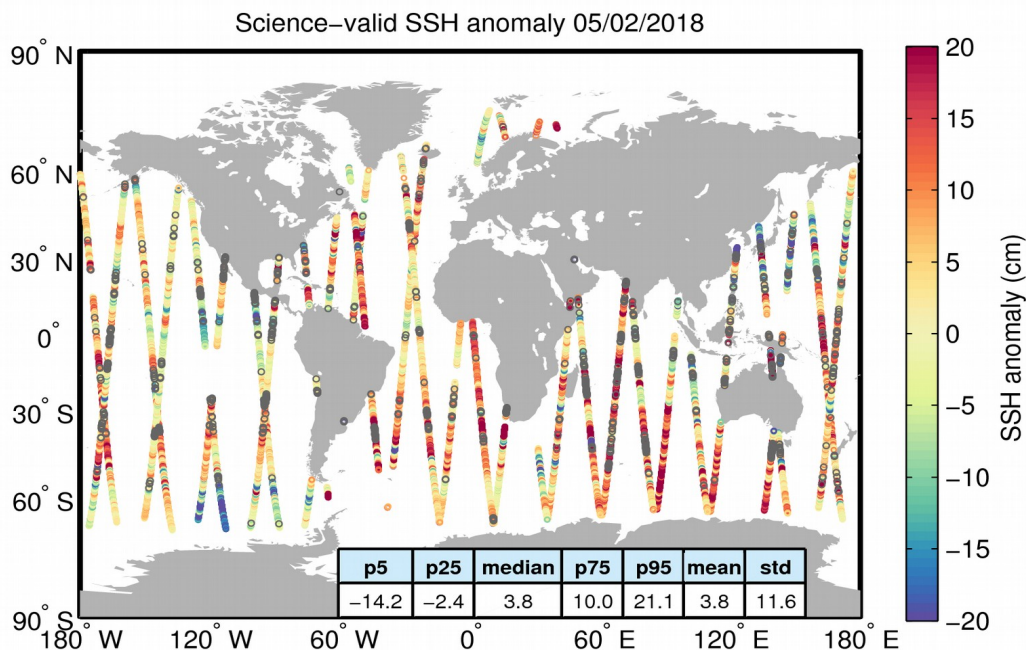 Science−valid SSH anomaly 05/02/2018
90° N
60° N
30° N
0°
30° S
60° S
90° S
180° W
120° W
60° W
0°
60° E
120° E
180° E
p5 p25 median p75 p95 mean std
−14.2 −2.4 3.8 10.0 21.1 3.8 11.6
20
15
10
5
0
−5
−10
−15
−20
SSH anomaly (cm)